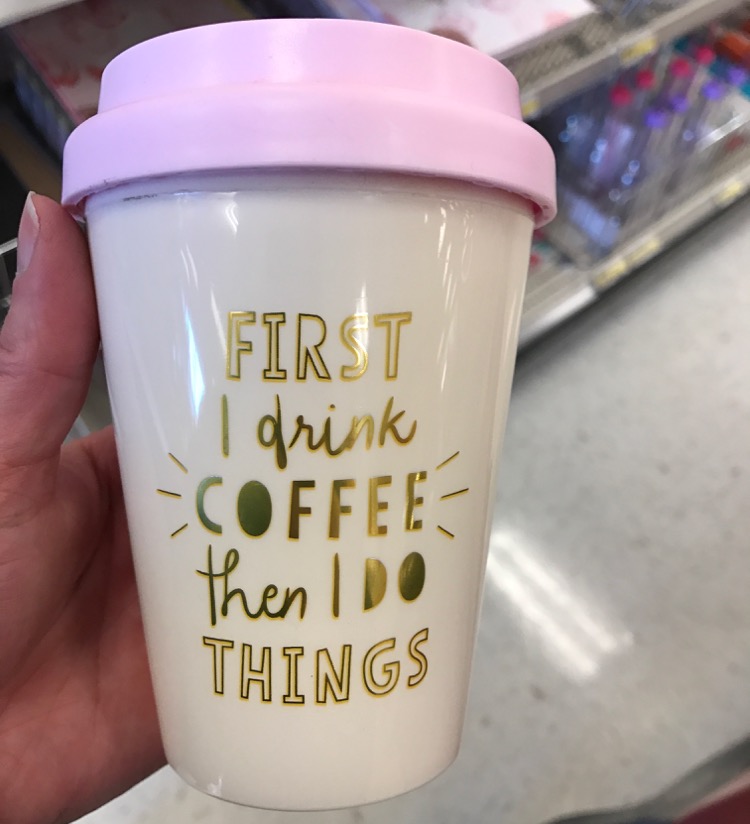 FIRST
I drink
COFFEE
then I DO
THINGS